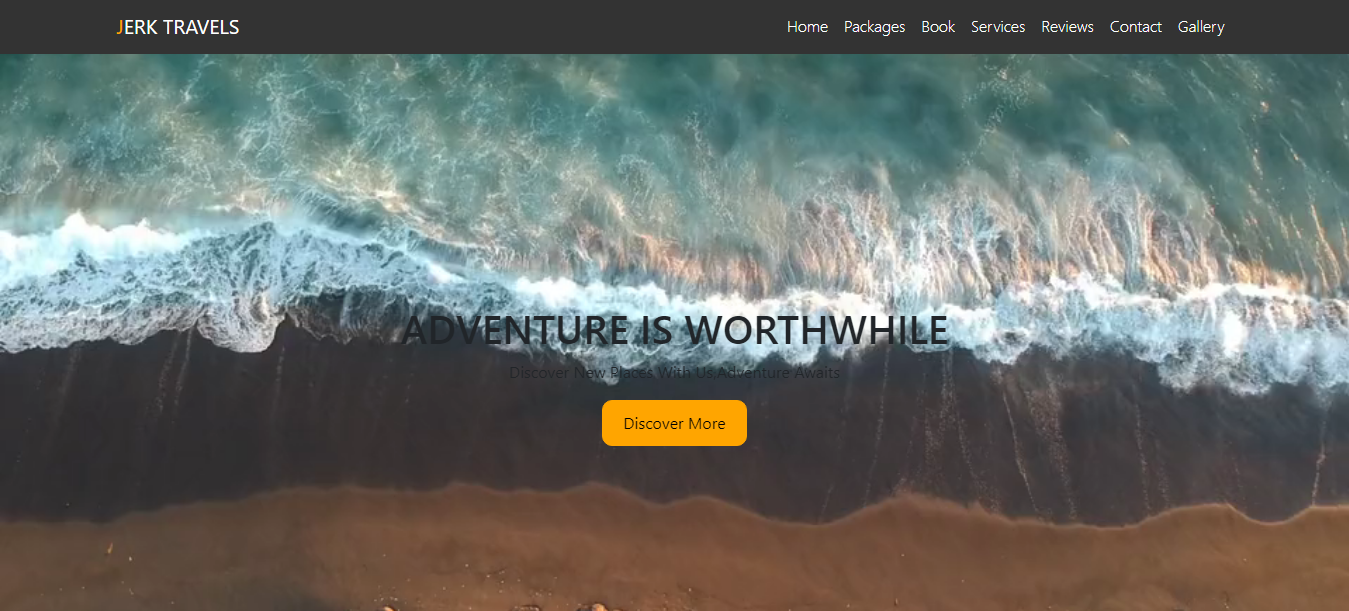 JERK TRAVELS
Home Packages Book Services Reviews Contact Gallery
ADVENTURE IS WORTHWHILE
Discover New Places With Us,Adventure Awaits
Discover More